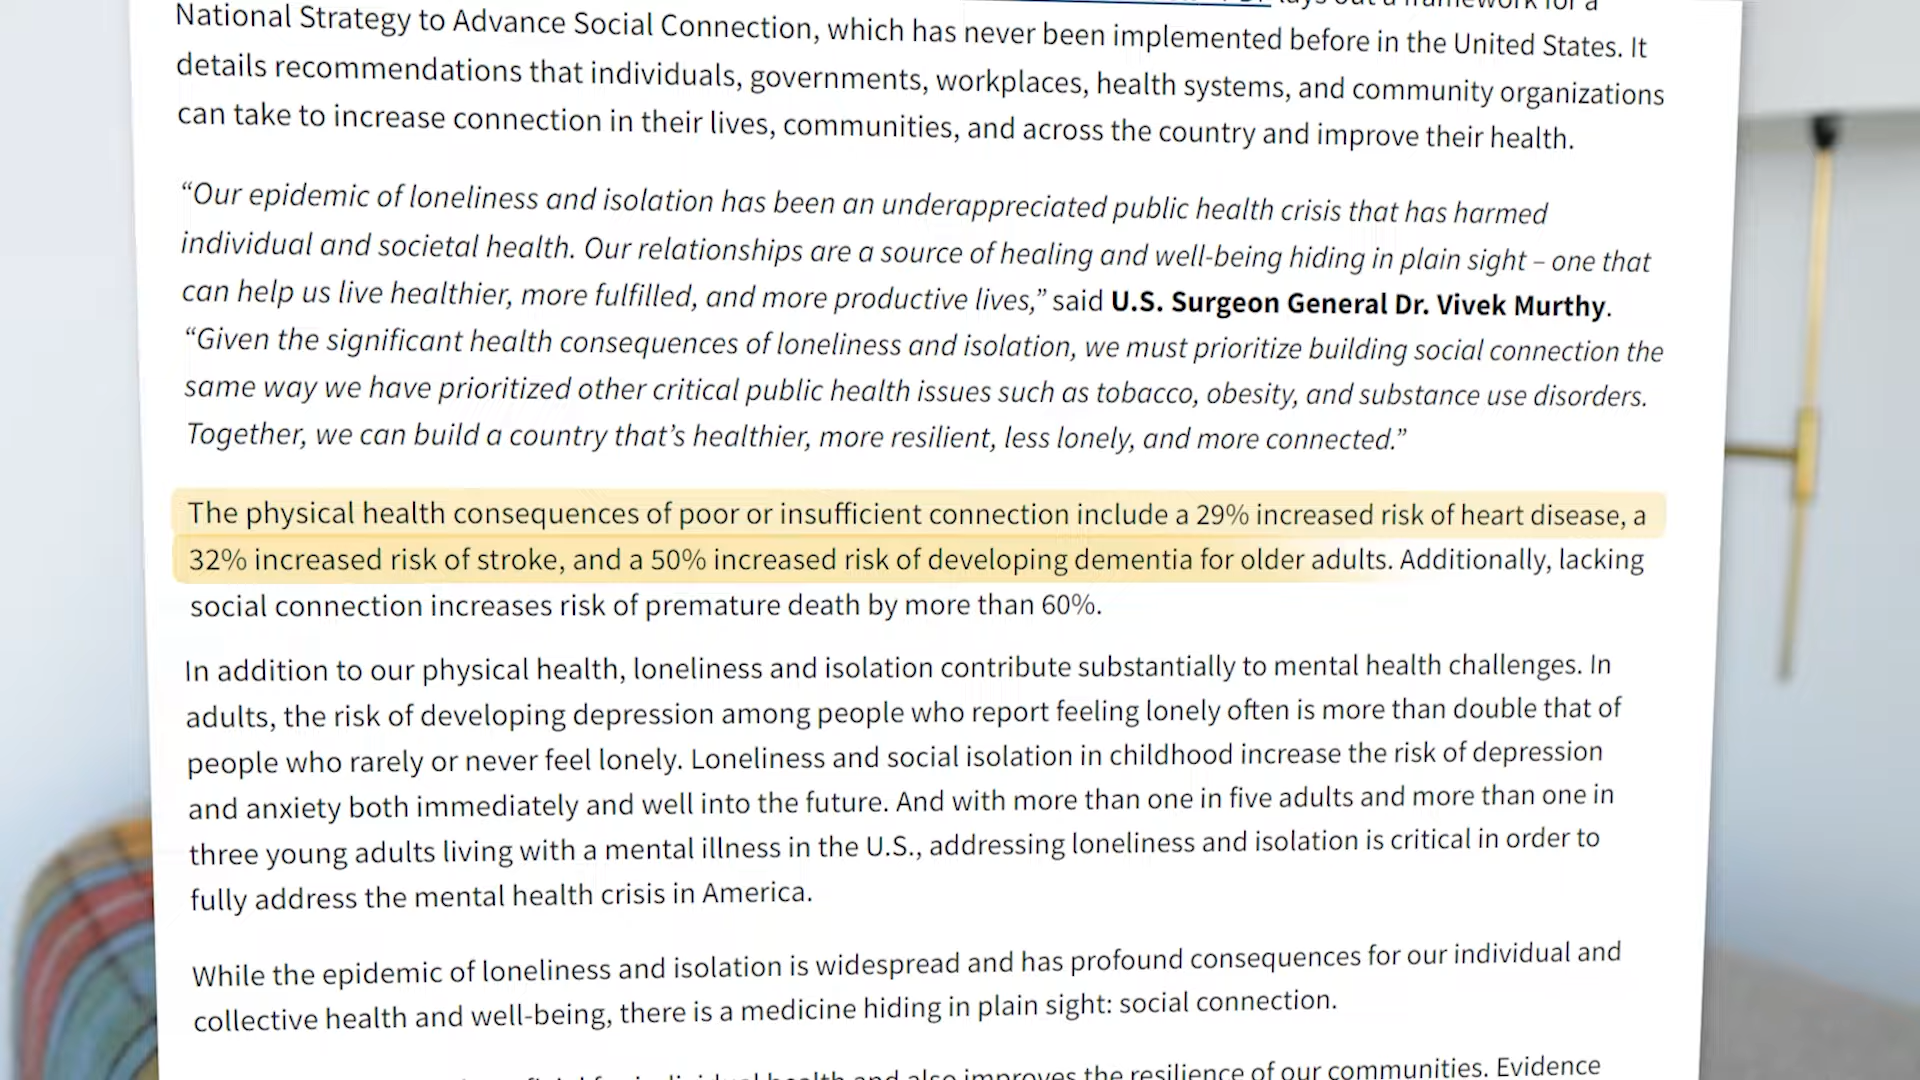 lays out a framework for a
National Strategy to Advance Social Connection, which has never been implemented before in the United States. It
details recommendations that individuals, governments, workplaces, health systems, and community organizations
can take to increase connection in their lives, communities, and across the country and improve their health.
“Our epidemic of loneliness and isolation has been an underappreciated public health crisis that has harmed
individual and societal health. Our relationships are a source of healing and well-being hiding in plain sight – one that
can help us live healthier, more fulfilled, and more productive lives,” said U.S. Surgeon General Dr. Vivek Murthy.
“Given the significant health consequences of loneliness and isolation, we must prioritize building social connection the
same way we have prioritized other critical public health issues such as tobacco, obesity, and substance use disorders.
Together, we can build a country that’s healthier, more resilient, less lonely, and more connected.”
The physical health consequences of poor or insufficient connection include a 29% increased risk of heart disease, a
32% increased risk of stroke, and a 50% increased risk of developing dementia for older adults. Additionally, lacking
social connection increases risk of premature death by more than 60%.
In addition to our physical health, loneliness and isolation contribute substantially to mental health challenges. In
adults, the risk of developing depression among people who report feeling lonely often is more than double that of
people who rarely or never feel lonely. Loneliness and social isolation in childhood increase the risk of depression
and anxiety both immediately and well into the future. And with more than one in five adults and more than one in
three young adults living with a mental illness in the U.S., addressing loneliness and isolation is critical in order to
fully address the mental health crisis in America.
While the epidemic of loneliness and isolation is widespread and has profound consequences for our individual and
collective health and well-being, there is a medicine hiding in plain sight: social connection.
individual health and also improves the resilience of our communities. Evidence